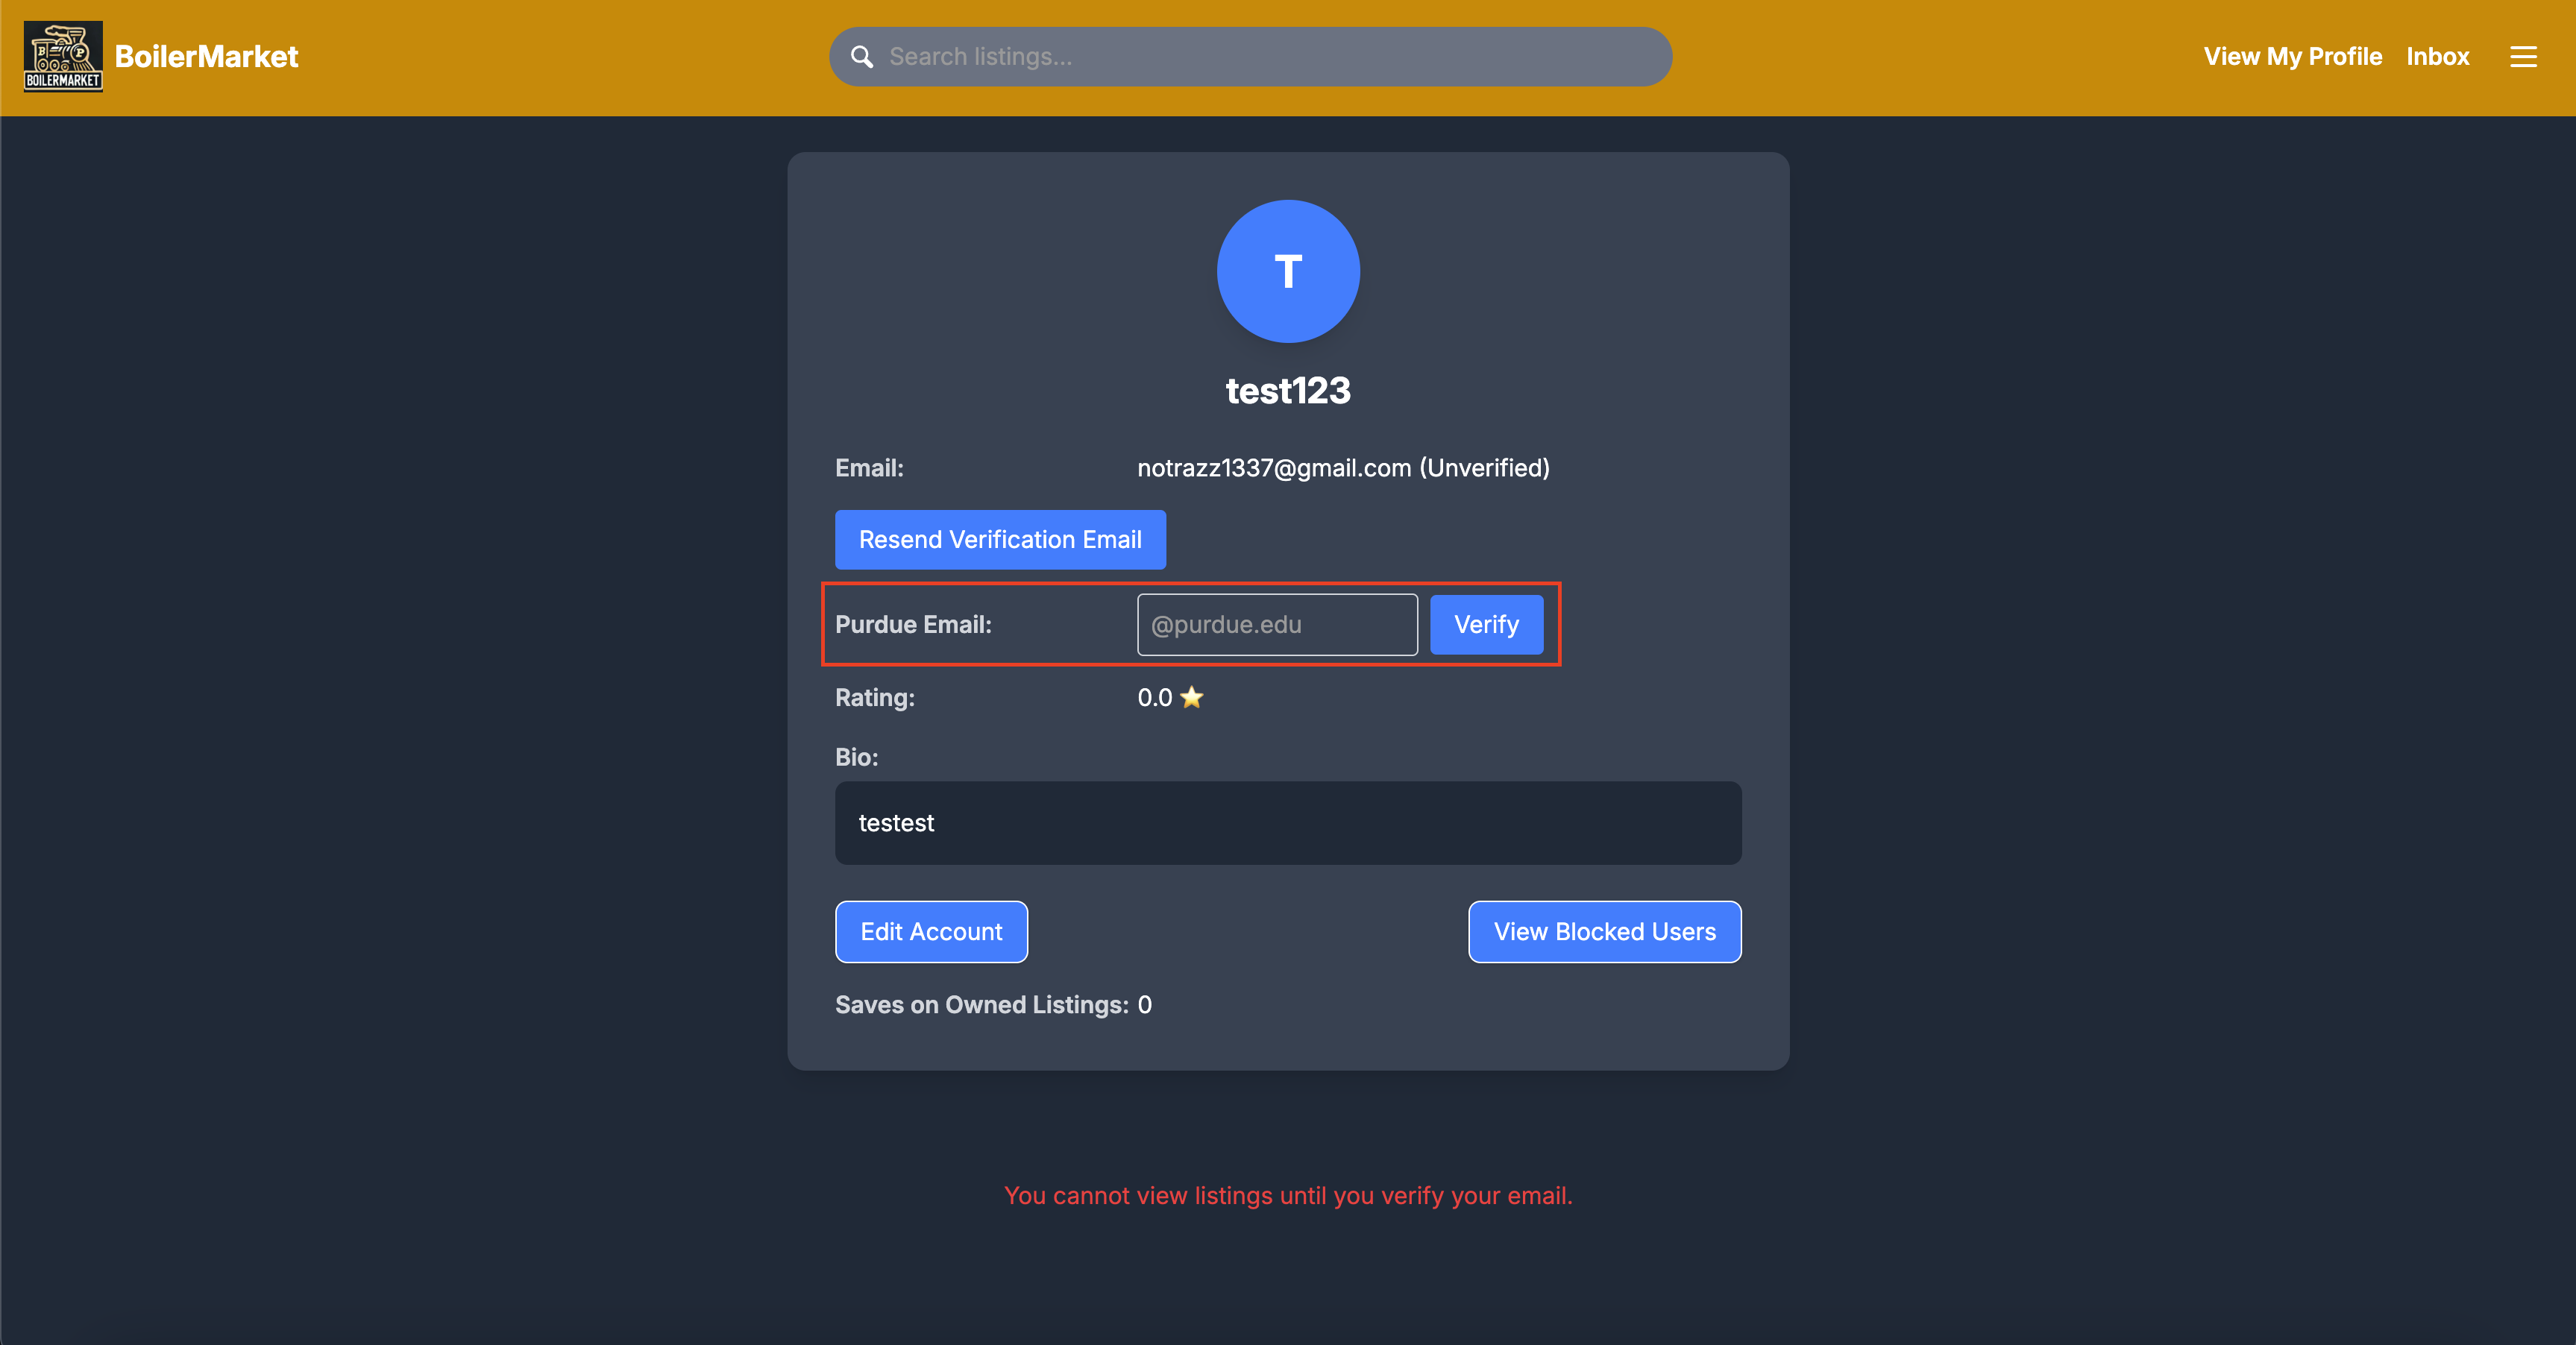 B P
BOILERMARKET
BoilerMarket
Search listings...
View My Profile Inbox
T
test123
Email: notrazz1337@gmail.com (Unverified)
Resend Verification Email
Purdue Email: @purdue.edu Verify
Rating: 0.0
Bio:
testest
Edit Account View Blocked Users
Saves on Owned Listings: 0
You cannot view listings until you verify your email.